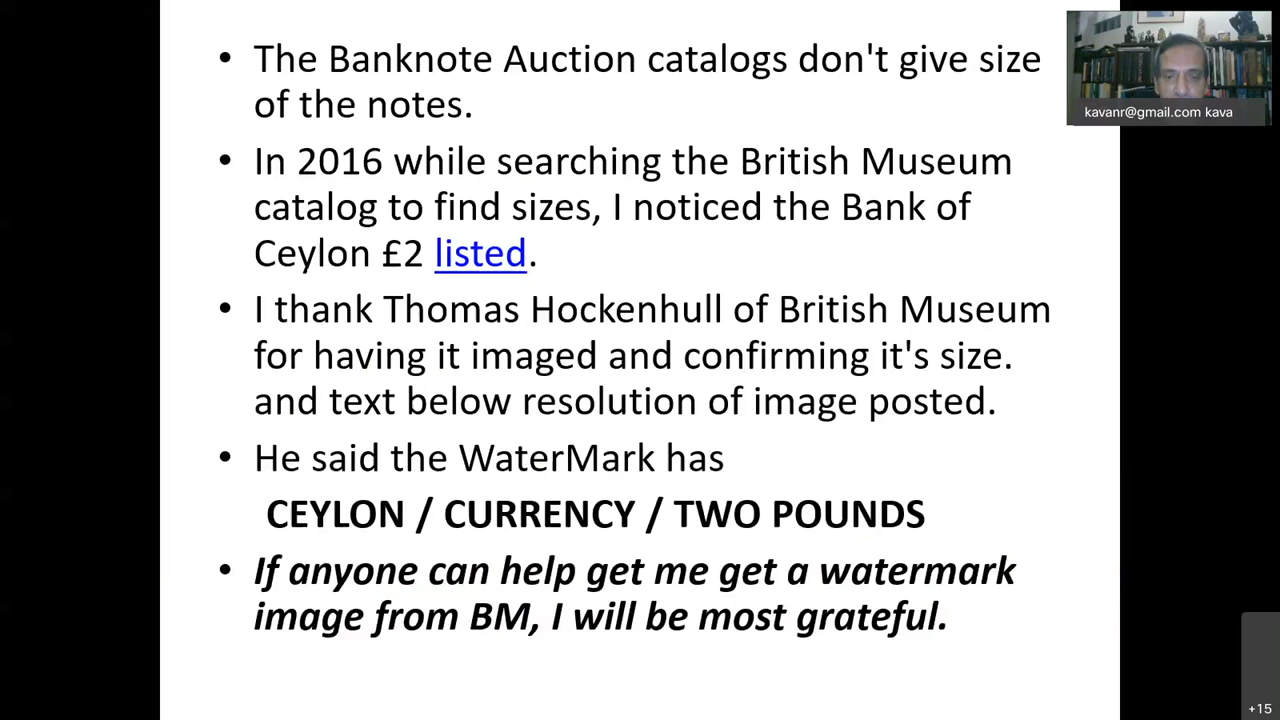 • The Banknote Auction catalogs don't give size
of the notes.
• In 2016 while searching the British Museum
catalog to find sizes, I noticed the Bank of
Ceylon £2 listed.
• I thank Thomas Hockenhull of British Museum
for having it imaged and confirming it's size.
and text below resolution of image posted.
• He said the WaterMark has
CEYLON / CURRENCY / TWO POUNDS
• If anyone can help get me get a watermark
image from BM, I will be most grateful.
kavanr@gmail.com kava
+15